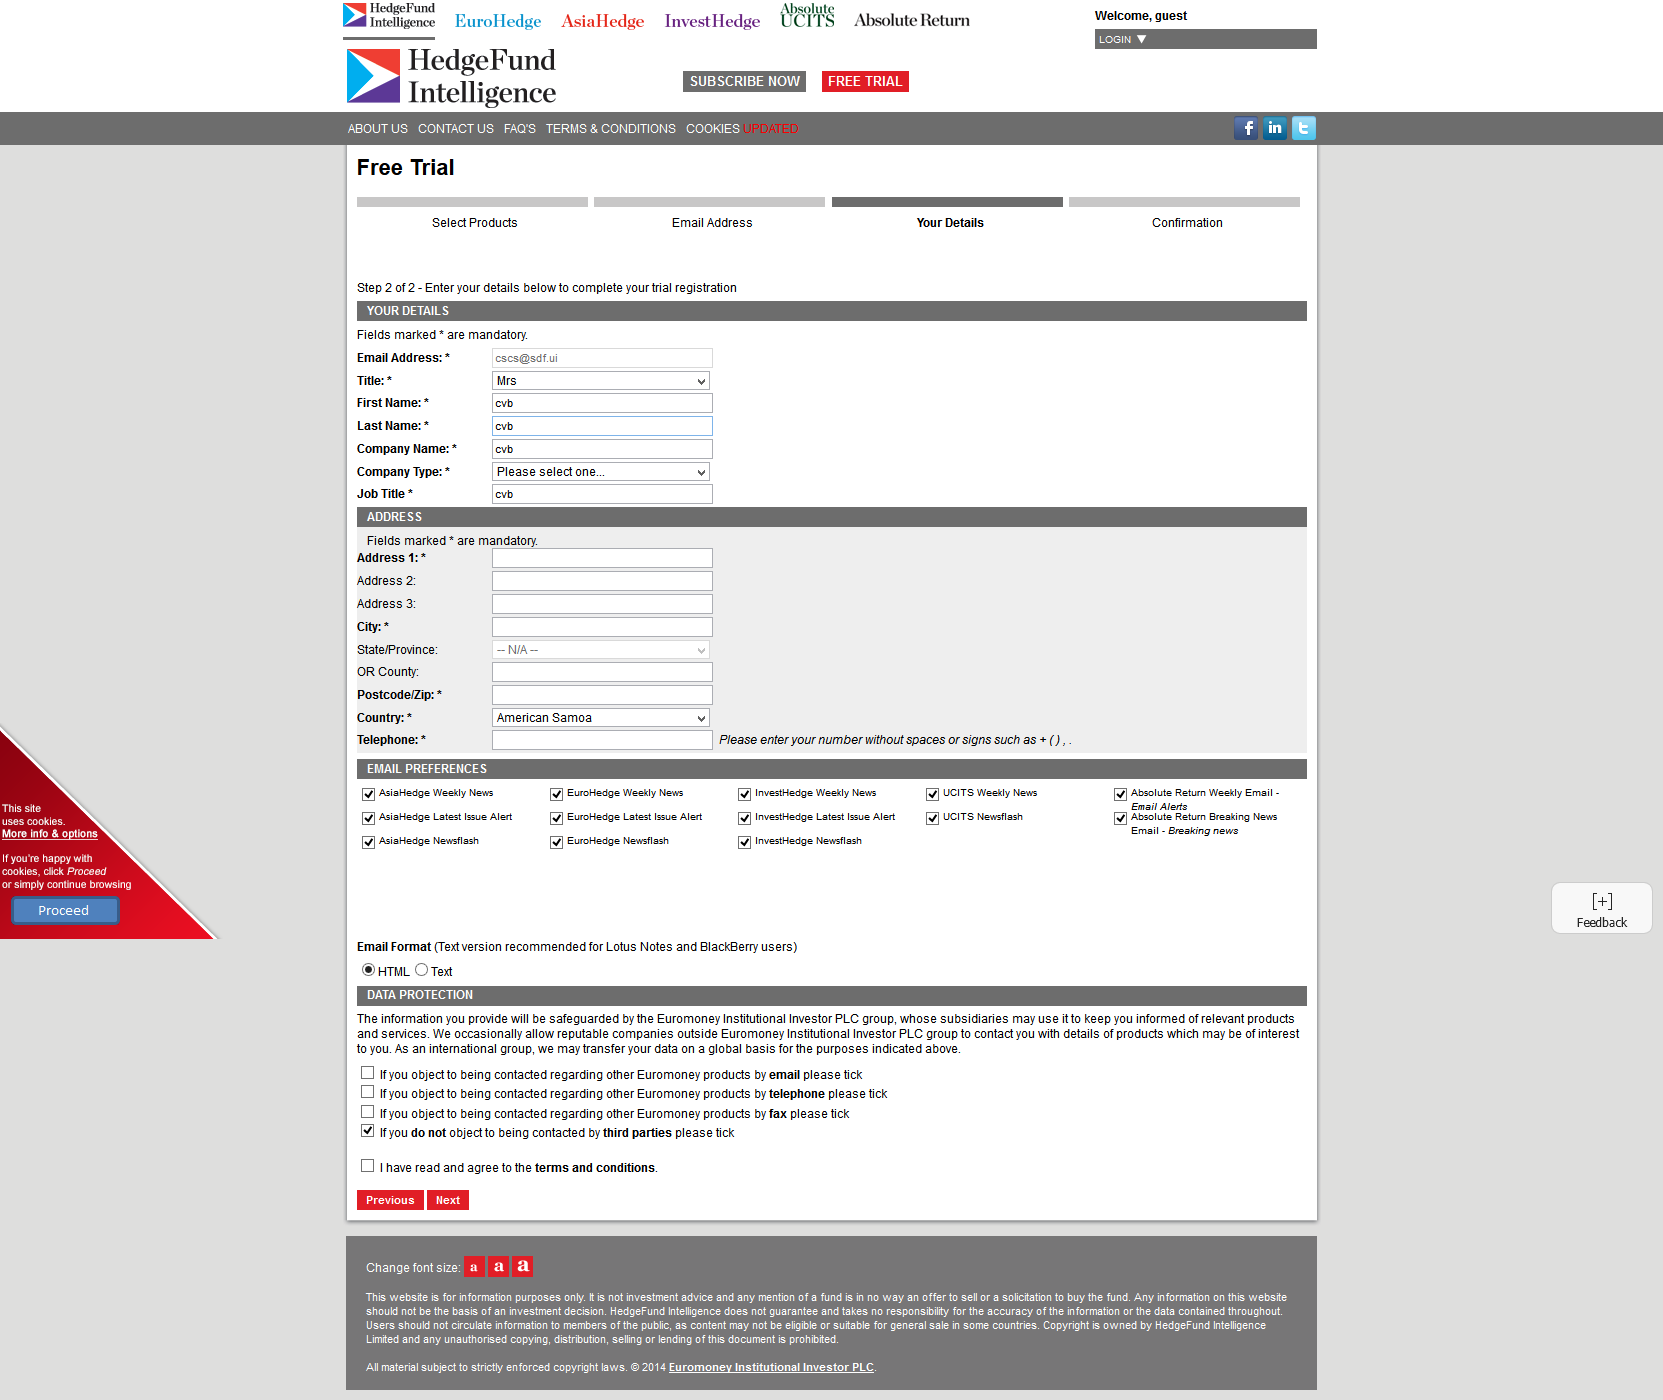 HedgeFund
Intelligence
EuroHedge
AsiaHedge
InvestHedge
Absolute
UCITS
Absolute Return
Welcome, guest
LOGIN ▼
HedgeFund
Intelligence
SUBSCRIBE NOW
FREE TRIAL
ABOUT US CONTACT US FAQ'S TERMS & CONDITIONS COOKIES UPDATED
f in t
Free Trial
Select Products
Email Address
Your Details
Confirmation
Step 2 of 2 - Enter your details below to complete your trial registration
YOUR DETAILS
Fields marked * are mandatory.
Email Address: * cscs@sdf.ui
Title: * Mrs
First Name: * cvb
Last Name: * cvb
Company Name: * cvb
Company Type: * Please select one...
Job Title * cvb
ADDRESS
Fields marked * are mandatory.
Address 1: *
Address 2:
Address 3:
City: *
State/Province: -- N/A --
OR County:
Postcode/Zip: *
Country: * American Samoa
Telephone: * Please enter your number without spaces or signs such as + ( ) , .
EMAIL PREFERENCES
AsiaHedge Weekly News
EuroHedge Weekly News
InvestHedge Weekly News
UCITS Weekly News
Absolute Return Weekly Email -
Email Alerts
AsiaHedge Latest Issue Alert
EuroHedge Latest Issue Alert
InvestHedge Latest Issue Alert
UCITS Newsflash
Absolute Return Breaking News
Email - Breaking news
AsiaHedge Newsflash
EuroHedge Newsflash
InvestHedge Newsflash
This site
uses cookies.
More info & options
If you're happy with
cookies, click Proceed
or simply continue browsing
Proceed
[+]
Feedback
Email Format (Text version recommended for Lotus Notes and BlackBerry users)
HTML Text
DATA PROTECTION
The information you provide will be safeguarded by the Euromoney Institutional Investor PLC group, whose subsidiaries may use it to keep you informed of relevant products
and services. We occasionally allow reputable companies outside Euromoney Institutional Investor PLC group to contact you with details of products which may be of interest
to you. As an international group, we may transfer your data on a global basis for the purposes indicated above.
If you object to being contacted regarding other Euromoney products by email please tick
If you object to being contacted regarding other Euromoney products by telephone please tick
If you object to being contacted regarding other Euromoney products by fax please tick
If you do not object to being contacted by third parties please tick
I have read and agree to the terms and conditions.
Previous Next
Change font size: a a a
This website is for information purposes only. It is not investment advice and any mention of a fund is in no way an offer to sell or a solicitation to buy the fund. Any information on this website
should not be the basis of an investment decision. HedgeFund Intelligence does not guarantee and takes no responsibility for the accuracy of the information or the data contained throughout.
Users should not circulate information to members of the public, as content may not be eligible or suitable for general sale in some countries. Copyright is owned by HedgeFund Intelligence
Limited and any unauthorised copying, distribution, selling or lending of this document is prohibited.
All material subject to strictly enforced copyright laws. © 2014 Euromoney Institutional Investor PLC.